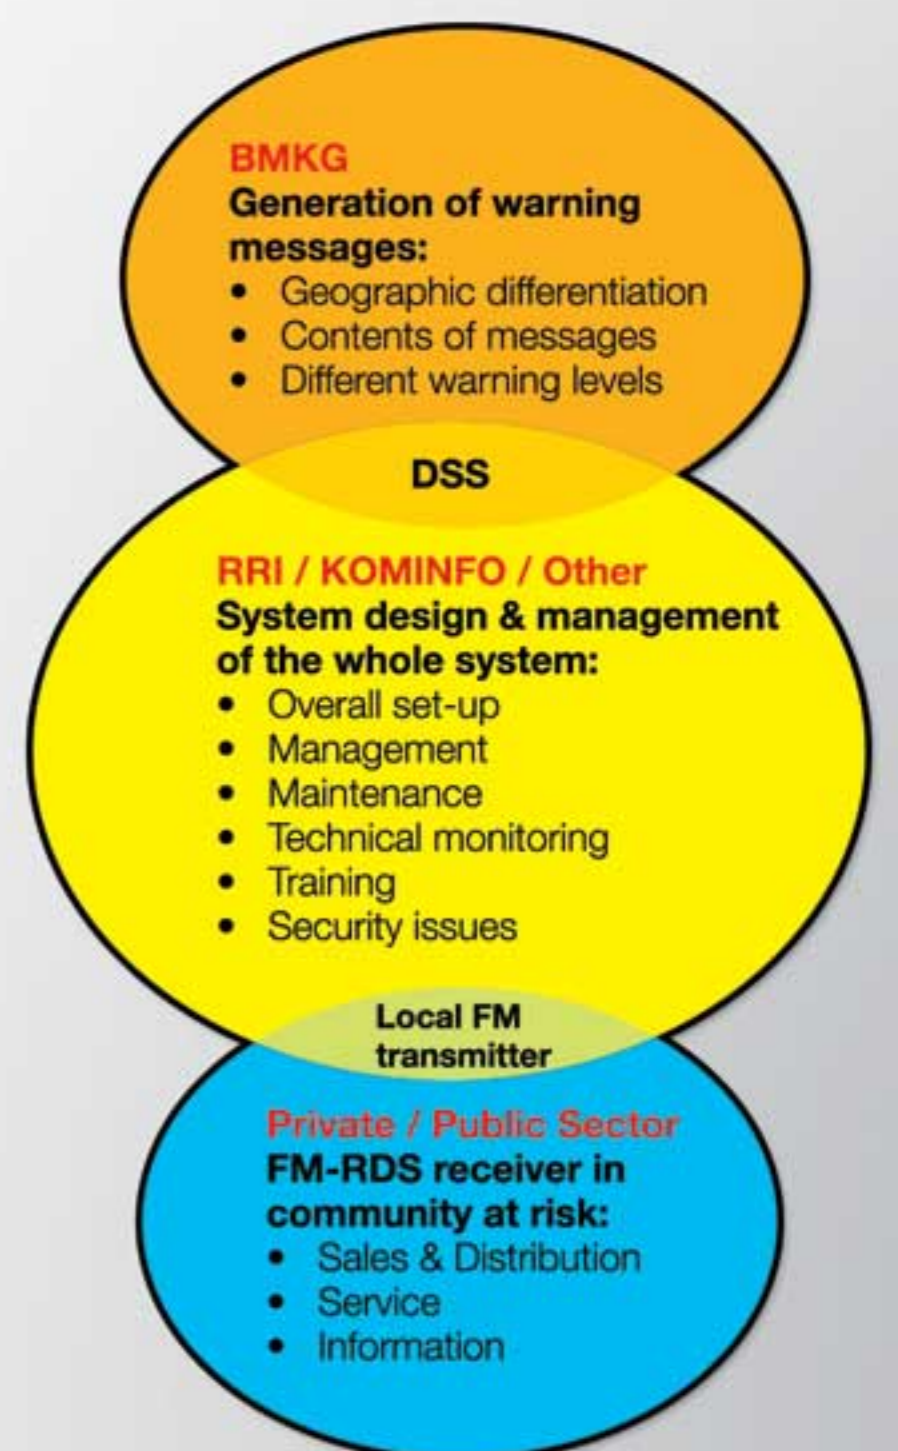 BMKG
Generation of warning
messages:
• Geographic differentiation
• Contents of messages
• Different warning levels
DSS
RRI / KOMINFO / Other
System design & management
of the whole system:
• Overall set-up
• Management
• Maintenance
• Technical monitoring
• Training
• Security issues
Local FM
transmitter
Private / Public Sector
FM-RDS receiver in
community at risk:
• Sales & Distribution
• Service
• Information